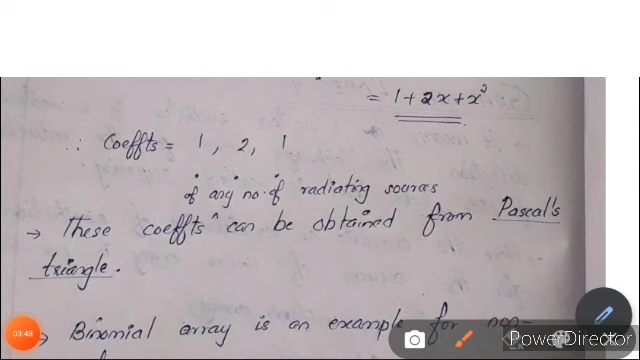 = 1 + 2x + x²
∴ Coeffts = 1 , 2 , 1
of any no. of radiating sources
→ These coeffts ^ can be obtained from Pascal's
triangle.
→ Binomial array is an example for non-
03:48
PowerDirector